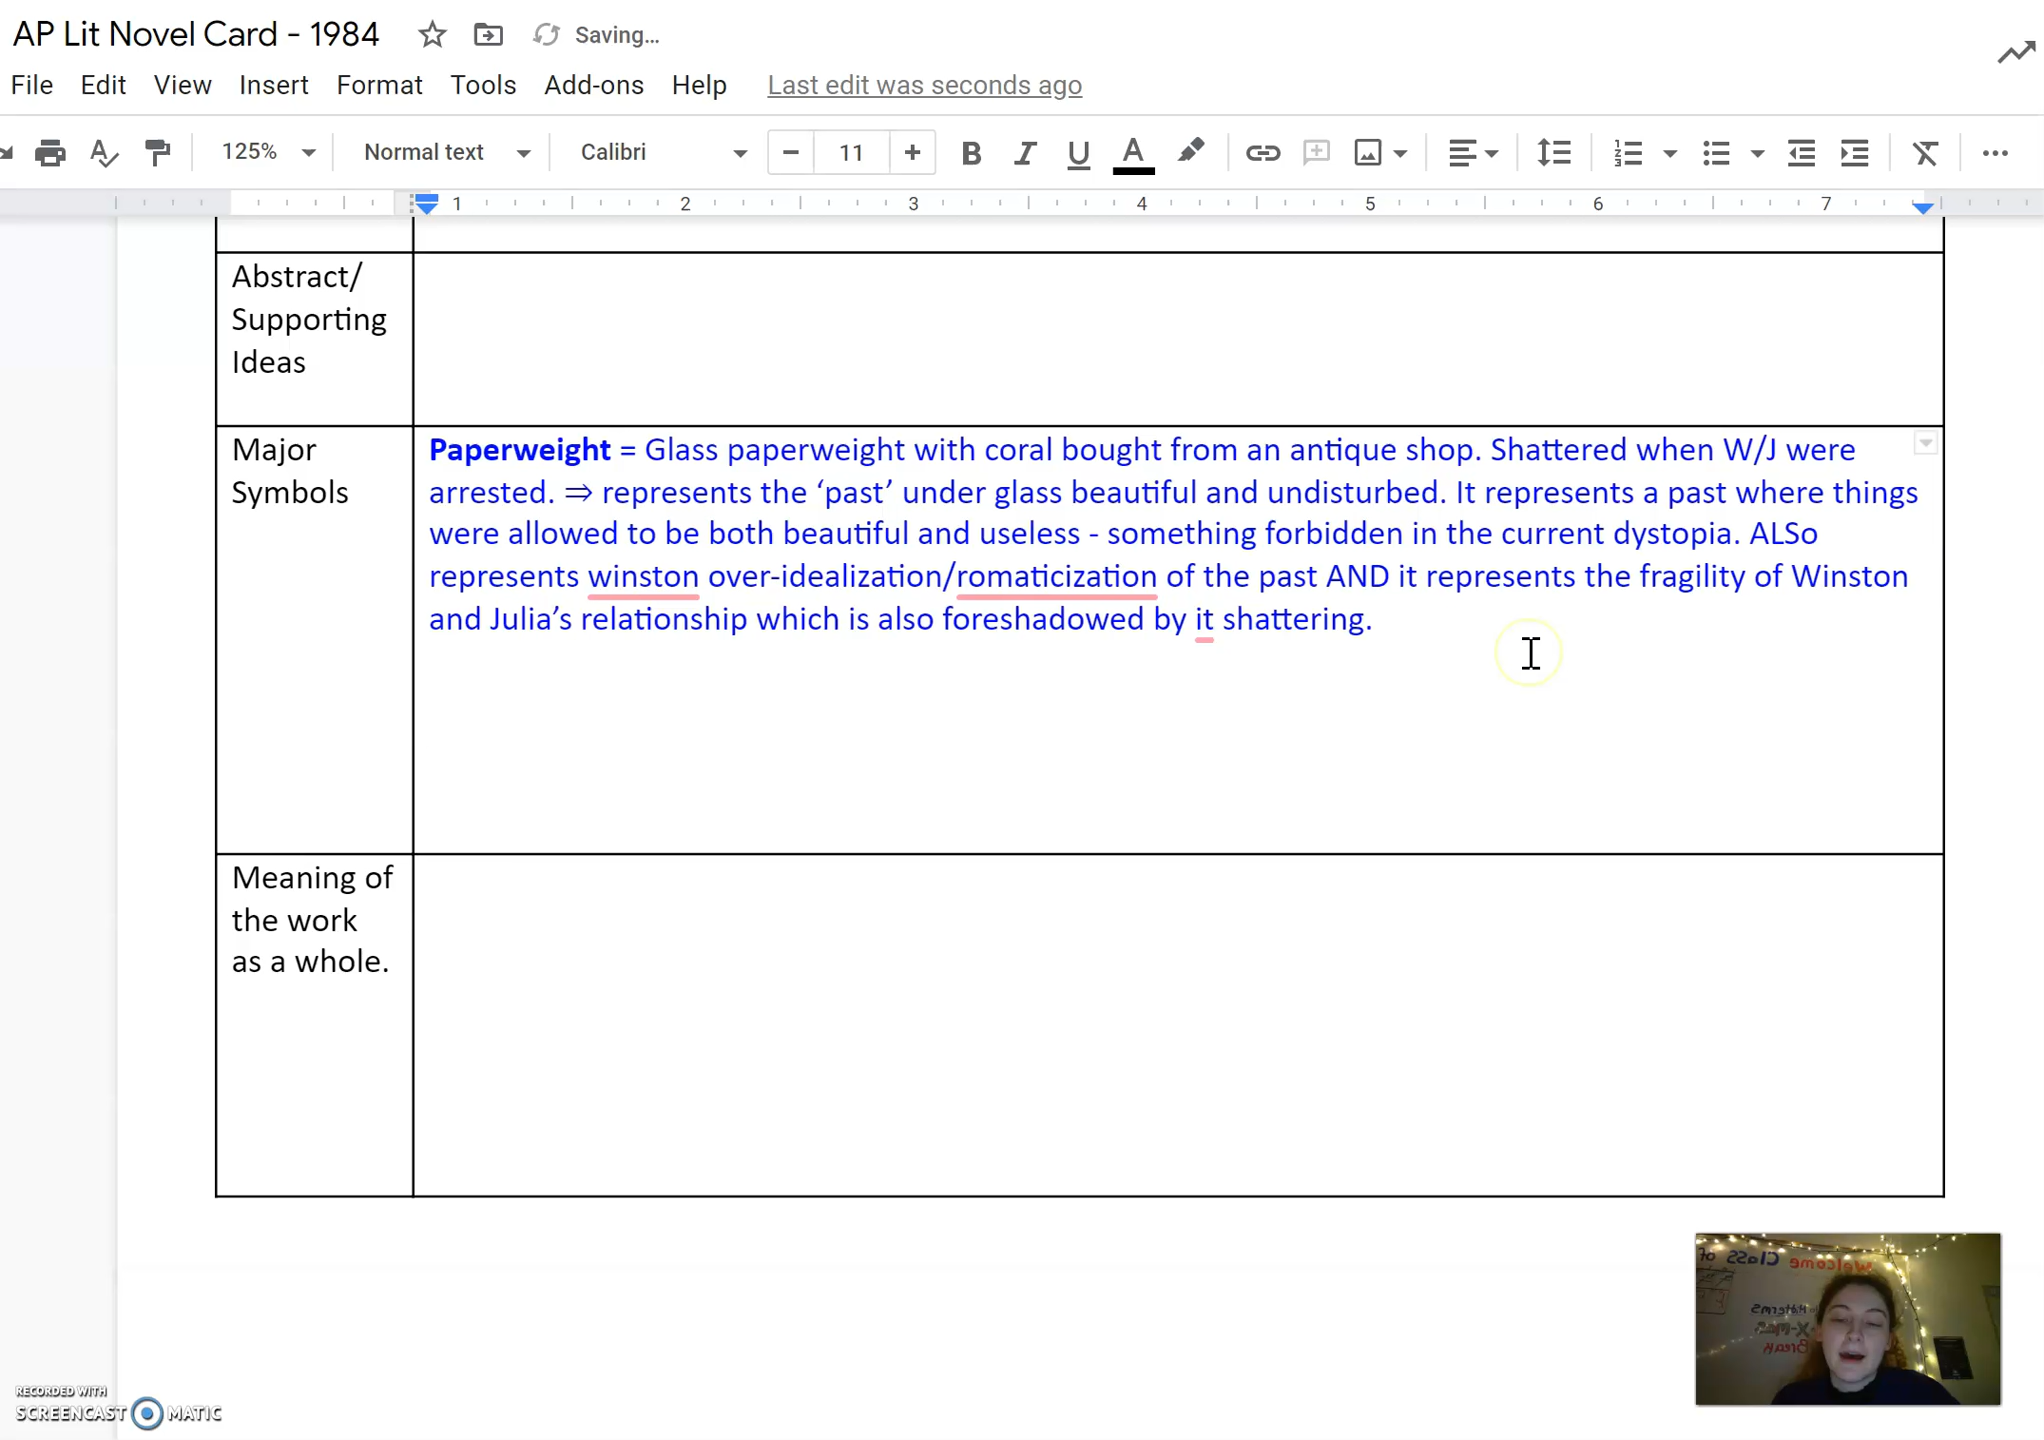 AP Lit Novel Card - 1984 Saving...
File Edit View Insert Format Tools Add-ons Help Last edit was seconds ago
125% Normal text Calibri 11 B I U A
1 2 3 4 5 6 7
Abstract/
Supporting
Ideas
Major
Symbols
Paperweight = Glass paperweight with coral bought from an antique shop. Shattered when W/J were
arrested. ⇒ represents the ‘past’ under glass beautiful and undisturbed. It represents a past where things
were allowed to be both beautiful and useless - something forbidden in the current dystopia. ALSo
represents winston over-idealization/romaticization of the past AND it represents the fragility of Winston
and Julia’s relationship which is also foreshadowed by it shattering.
Meaning of
the work
as a whole.
Welcome Class of
Midterms
X-mas
Break
RECORDED WITH
SCREENCAST MATIC